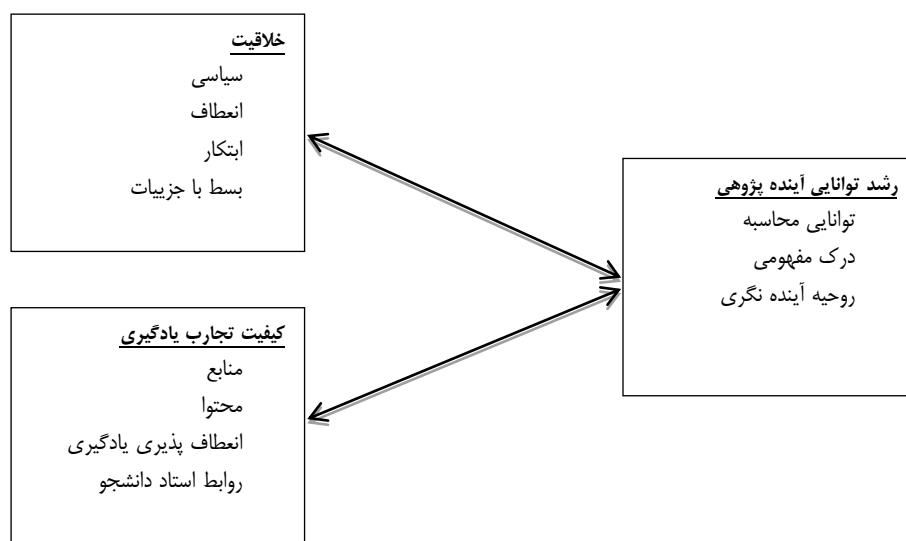 خلاقیت
سیاسی
انعطاف
ابتکار
بسط با جزییات
رشد توانایی آینده پژوهی
توانایی محاسبه
درک مفهومی
روحیه آینده نگری
کیفیت تجارب یادگیری
منابع
محتوا
انعطاف پذیری یادگیری
روابط استاد دانشجو